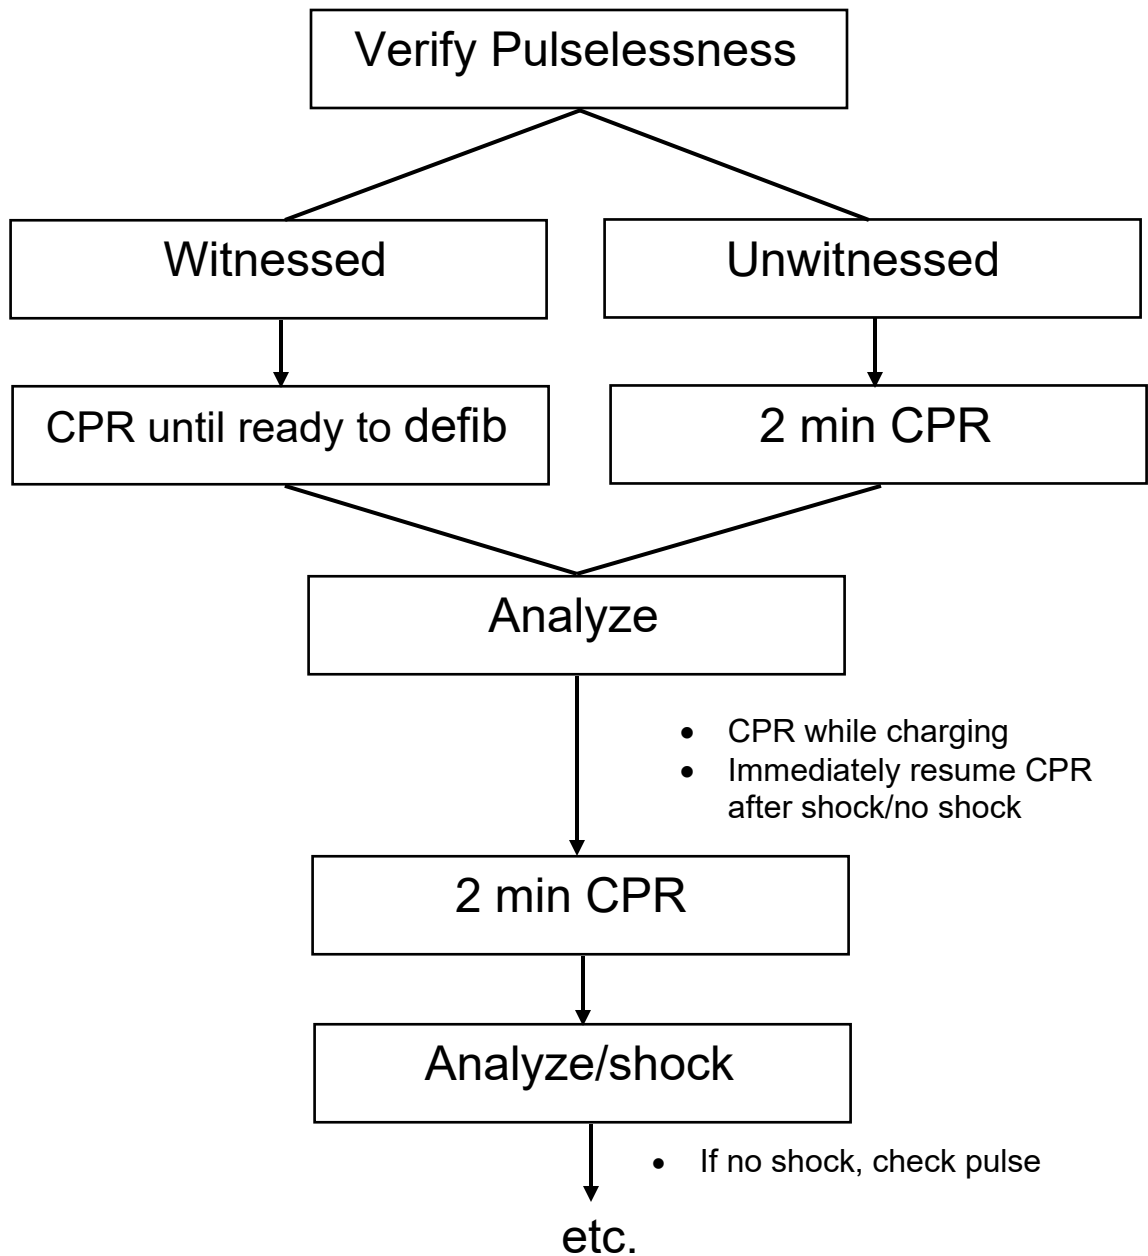 Verify Pulselessness
Witnessed
Unwitnessed
CPR until ready to defib
2 min CPR
Analyze
• CPR while charging
• Immediately resume CPR
after shock/no shock
2 min CPR
Analyze/shock
• If no shock, check pulse
etc.